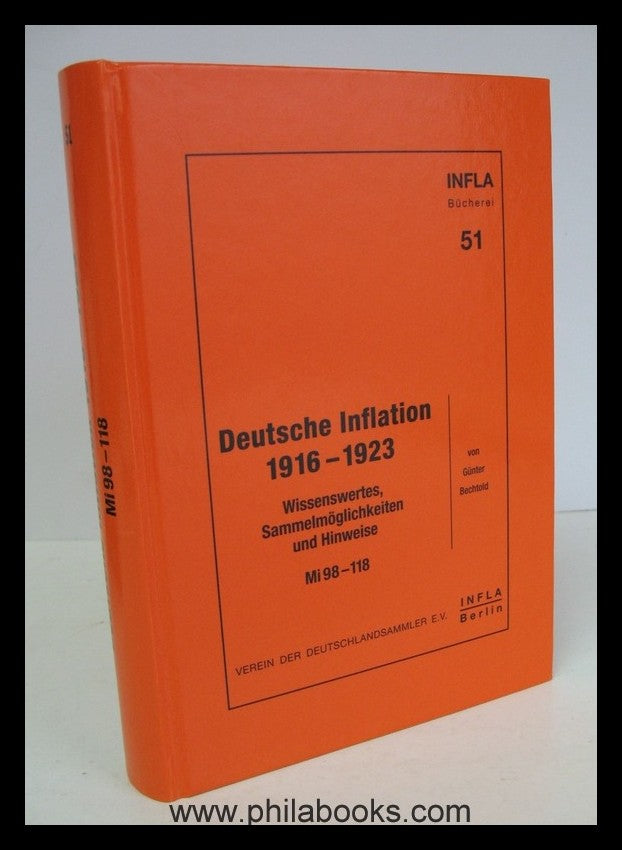 INFLA
Bücherei
51
Deutsche Inflation
1916 – 1923
Wissenswertes,
Sammelmöglichkeiten
und Hinweise
Mi 98 – 118
von
Günter
Bechtold
VEREIN DER DEUTSCHLANDSAMMLER E.V.
INFLA
Berlin
51
Mi 98 – 118
www.philabooks.com